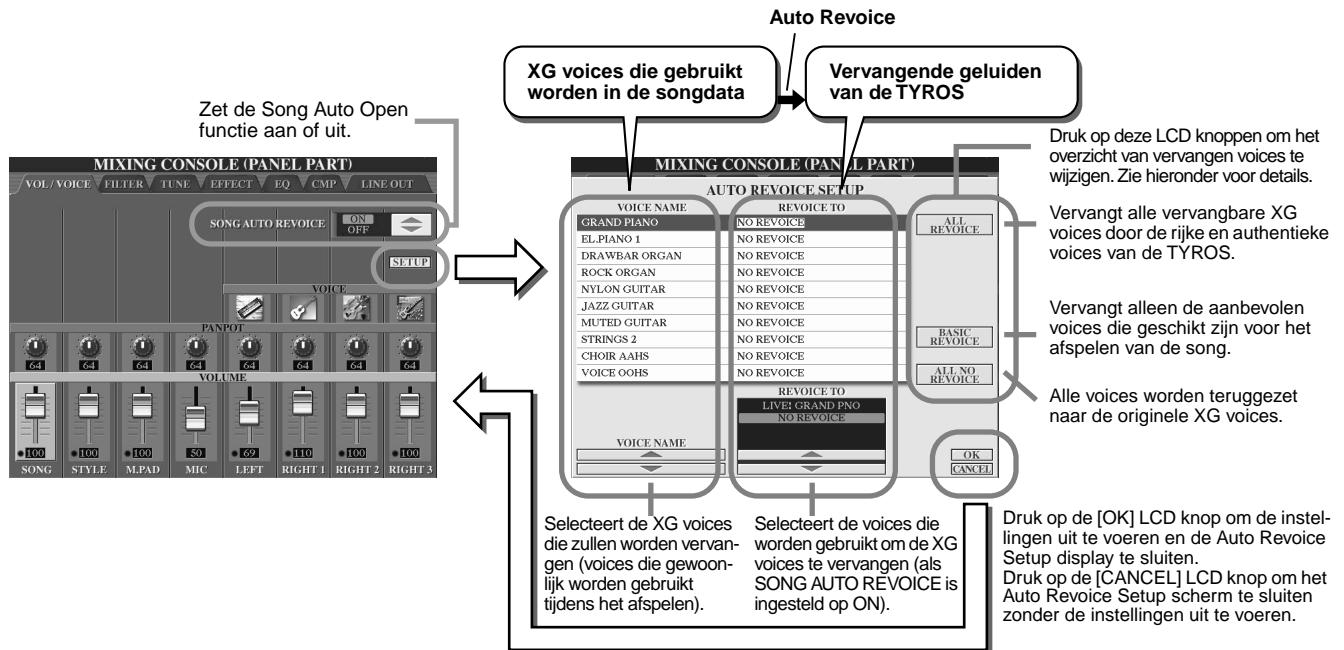 Auto Revoice
XG voices die gebruikt
worden in de songdata
Vervangende geluiden
van de TYROS
Zet de Song Auto Open
functie aan of uit.
MIXING CONSOLE (PANEL PART)
VOL / VOICE FILTER TUNE EFFECT EQ CMP LINE OUT
SONG AUTO REVOICE
ON
OFF
SETUP
VOICE
PANPOT
64 64 64 64 64 64 64 64
VOLUME
100 100 100 50 69 110 100 100
SONG STYLE M.PAD MIC LEFT RIGHT 1 RIGHT 2 RIGHT 3
MIXING CONSOLE (PANEL PART)
AUTO REVOICE SETUP
VOICE NAME REVOICE TO
GRAND PIANO NO REVOICE
EL.PIANO 1 NO REVOICE
DRAWBAR ORGAN NO REVOICE
ROCK ORGAN NO REVOICE
NYLON GUITAR NO REVOICE
JAZZ GUITAR NO REVOICE
MUTED GUITAR NO REVOICE
STRINGS 2 NO REVOICE
CHOIR AAHS NO REVOICE
VOICE OOHS NO REVOICE
ALL
REVOICE
BASIC
REVOICE
ALL NO
REVOICE
REVOICE TO
LIVE! GRAND PNO
NO REVOICE
VOICE NAME
OK
CANCEL
Druk op deze LCD knoppen om het
overzicht van vervangen voices te
wijzigen. Zie hieronder voor details.
Vervangt alle vervangbare XG
voices door de rijke en authentieke
voices van de TYROS.
Vervangt alleen de aanbevolen
voices die geschikt zijn voor het
afspelen van de song.
Alle voices worden teruggezet
naar de originele XG voices.
Selecteert de XG voices
die zullen worden vervan-
gen (voices die gewoon-
lijk worden gebruikt
tijdens het afspelen).
Selecteert de voices die
worden gebruikt om de XG
voices te vervangen (als
SONG AUTO REVOICE is
ingesteld op ON).
Druk op de [OK] LCD knop om de instel-
lingen uit te voeren en de Auto Revoice
Setup display te sluiten.
Druk op de [CANCEL] LCD knop om het
Auto Revoice Setup scherm te sluiten
zonder de instellingen uit te voeren.